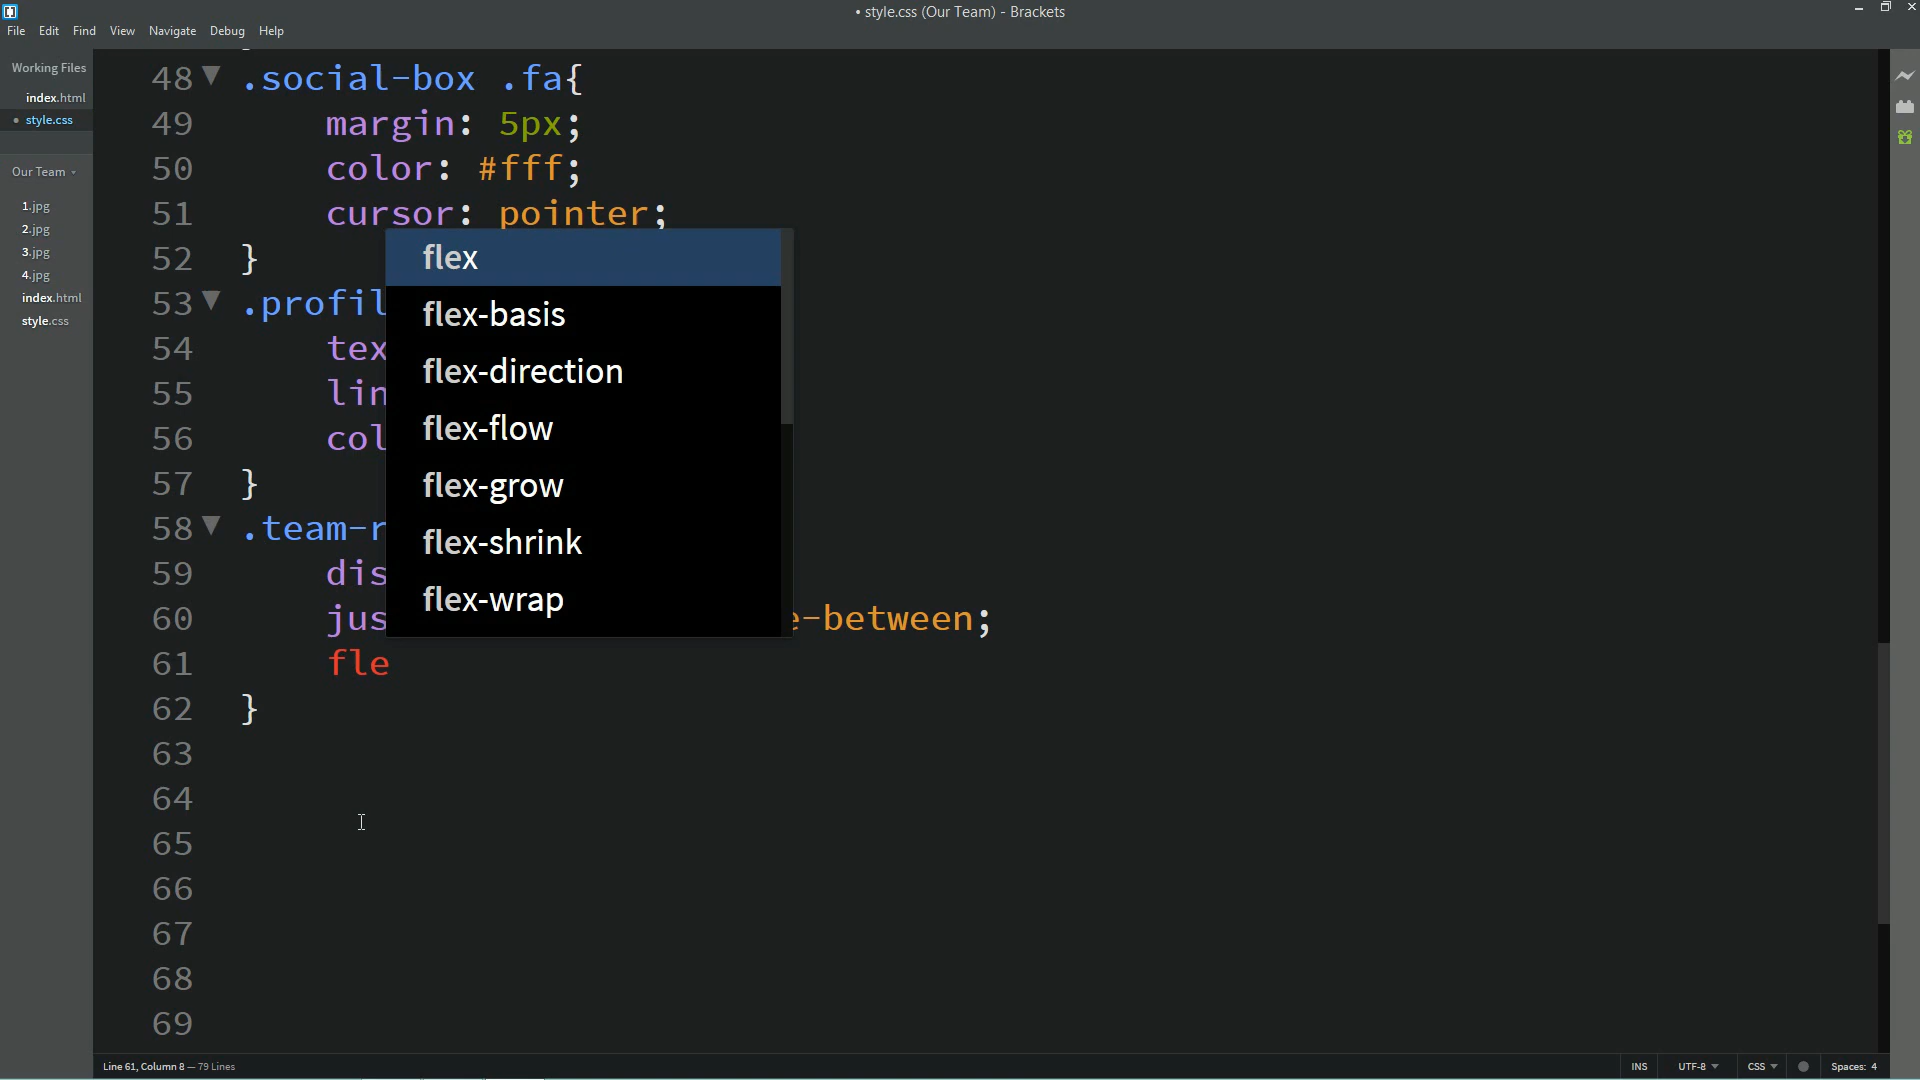 • style.css (Our Team) - Brackets
File Edit Find View Navigate Debug Help
Working Files
index.html
• style.css
Our Team
1.jpg
2.jpg
3.jpg
4.jpg
index.html
style.css
48 .social-box .fa{
49 margin: 5px;
50 color: #fff;
51 cursor: pointer;
52 }
53 .profil
54 tex
55 lin
56 col
57 }
58 .team-r
59 dis
60 jus e-between;
61 fle
62 }
63
64
65
66
67
68
69
flex
flex-basis
flex-direction
flex-flow
flex-grow
flex-shrink
flex-wrap
Line 61, Column 8 — 79 Lines
INS UTF-8 CSS Spaces: 4